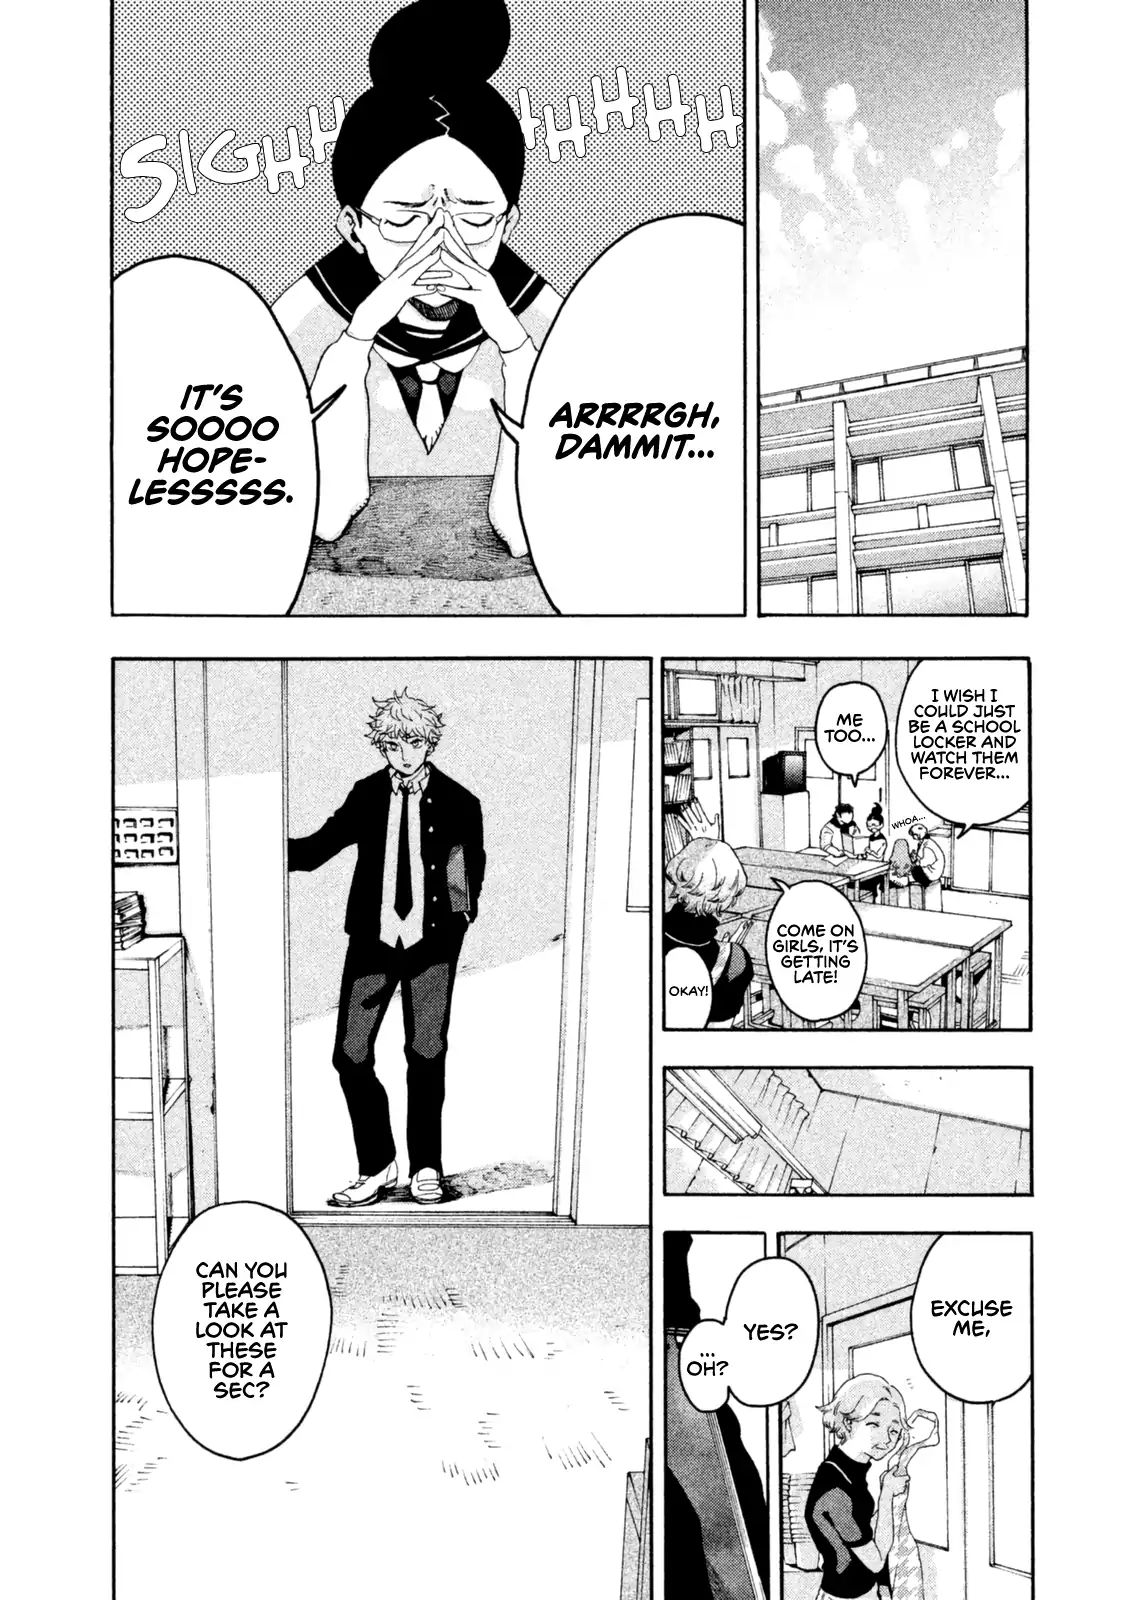 SIGHHHHHHHH
ARRRRGH,
DAMMIT...
IT'S
SOOOO
HOPE-
LESSSSS.
I WISH I
COULD JUST
BE A SCHOOL
LOCKER AND
WATCH THEM
FOREVER...
ME
TOO...
WHOA...
COME ON
GIRLS, IT'S
GETTING
LATE!
OKAY!
EXCUSE
ME,
YES?
...
OH?
CAN YOU
PLEASE
TAKE A
LOOK AT
THESE
FOR A
SEC?